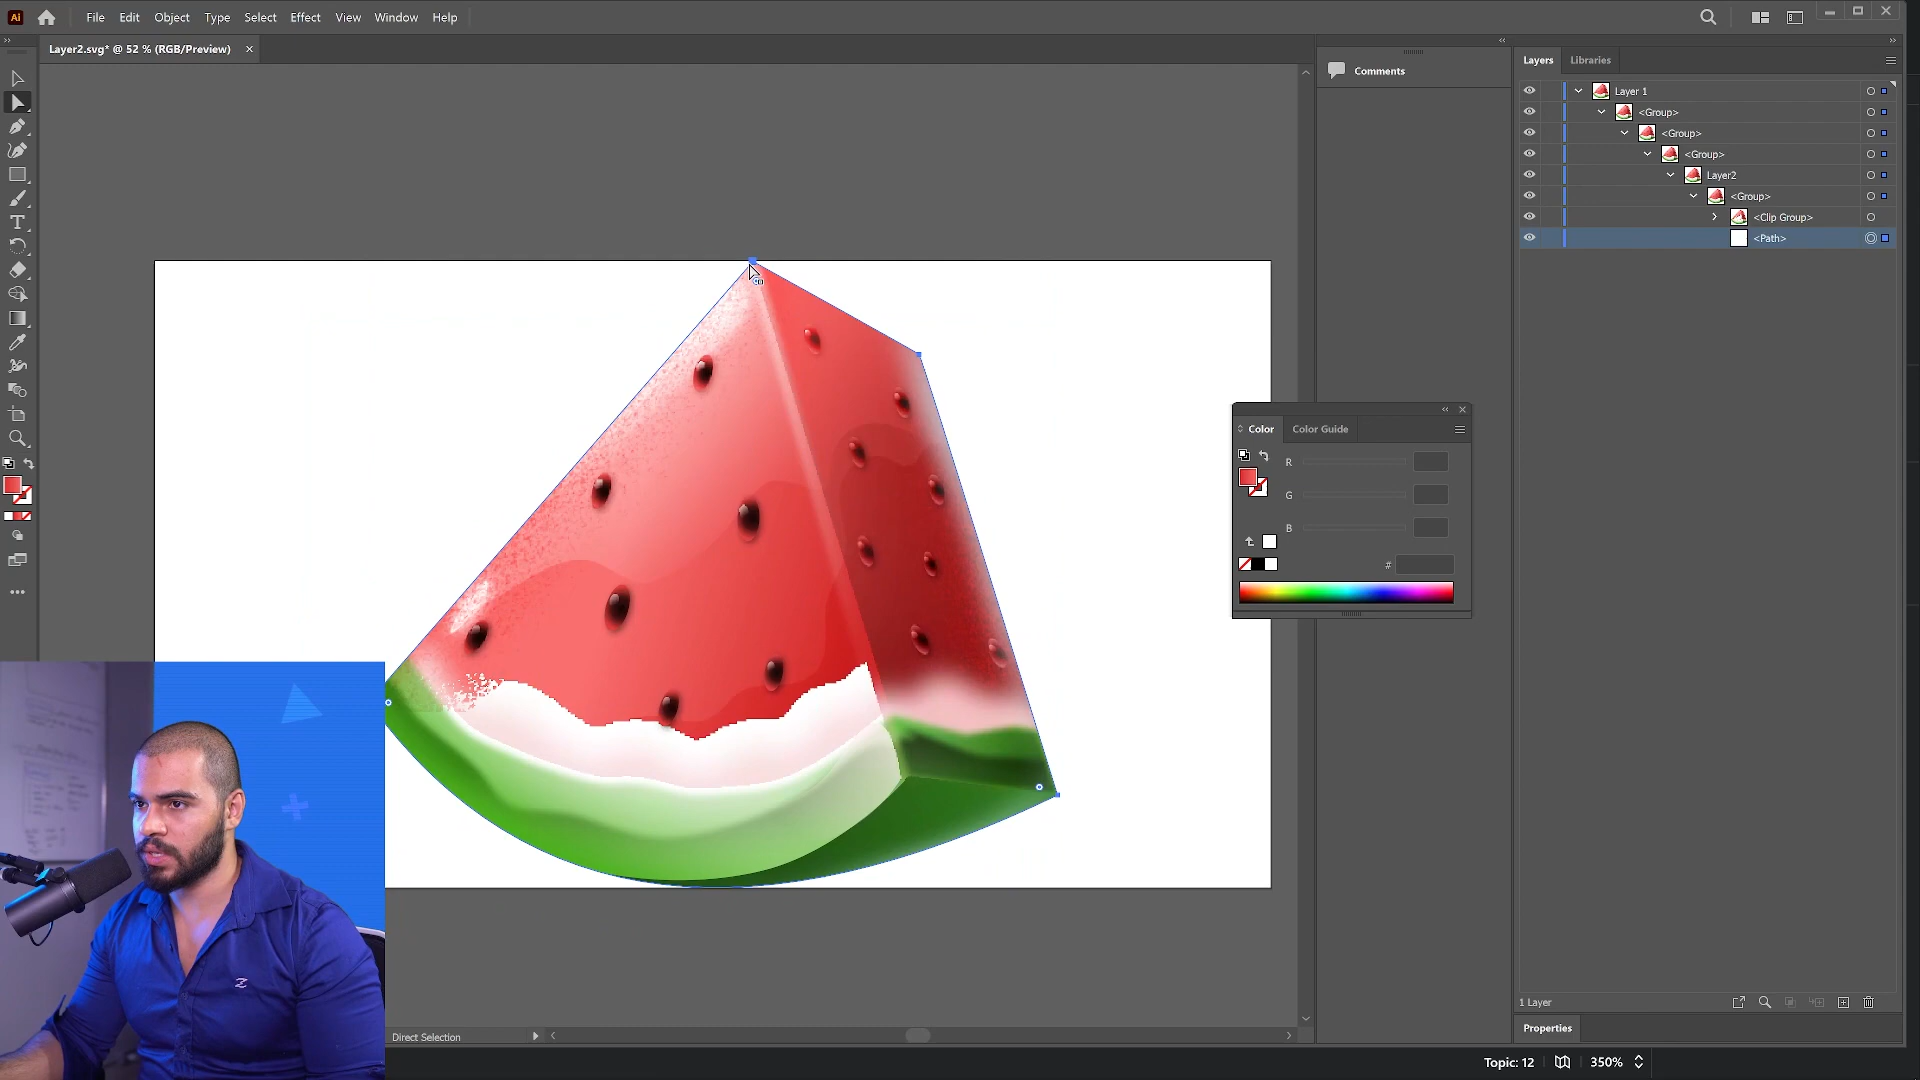 Ai File Edit Object Type Select Effect View Window Help
Layer2.svg* @ 52 % (RGB/Preview)
Comments
Layers Libraries
Layer 1
<Group>
<Group>
<Group>
Layer2
<Group>
<Clip Group>
<Path>
Color Color Guide
R
G
B
#
Direct Selection
1 Layer
Properties
Topic: 12 350%